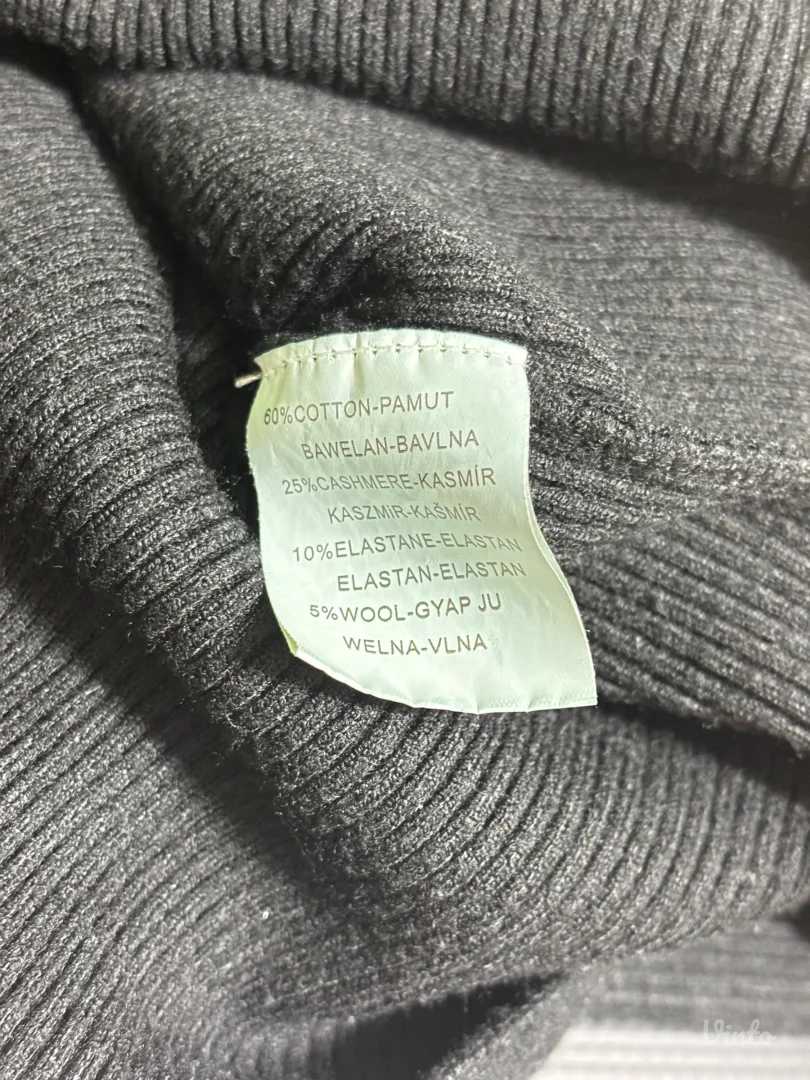 60%COTTON-PAMUT
BAWELAN-BAVLNA
25%CASHMERE-KASMÍR
KASZMIR-KAŠMÍR
10%ELASTANE-ELASTAN
ELASTAN-ELASTAN
5%WOOL-GYAP JU
WELNA-VLNA